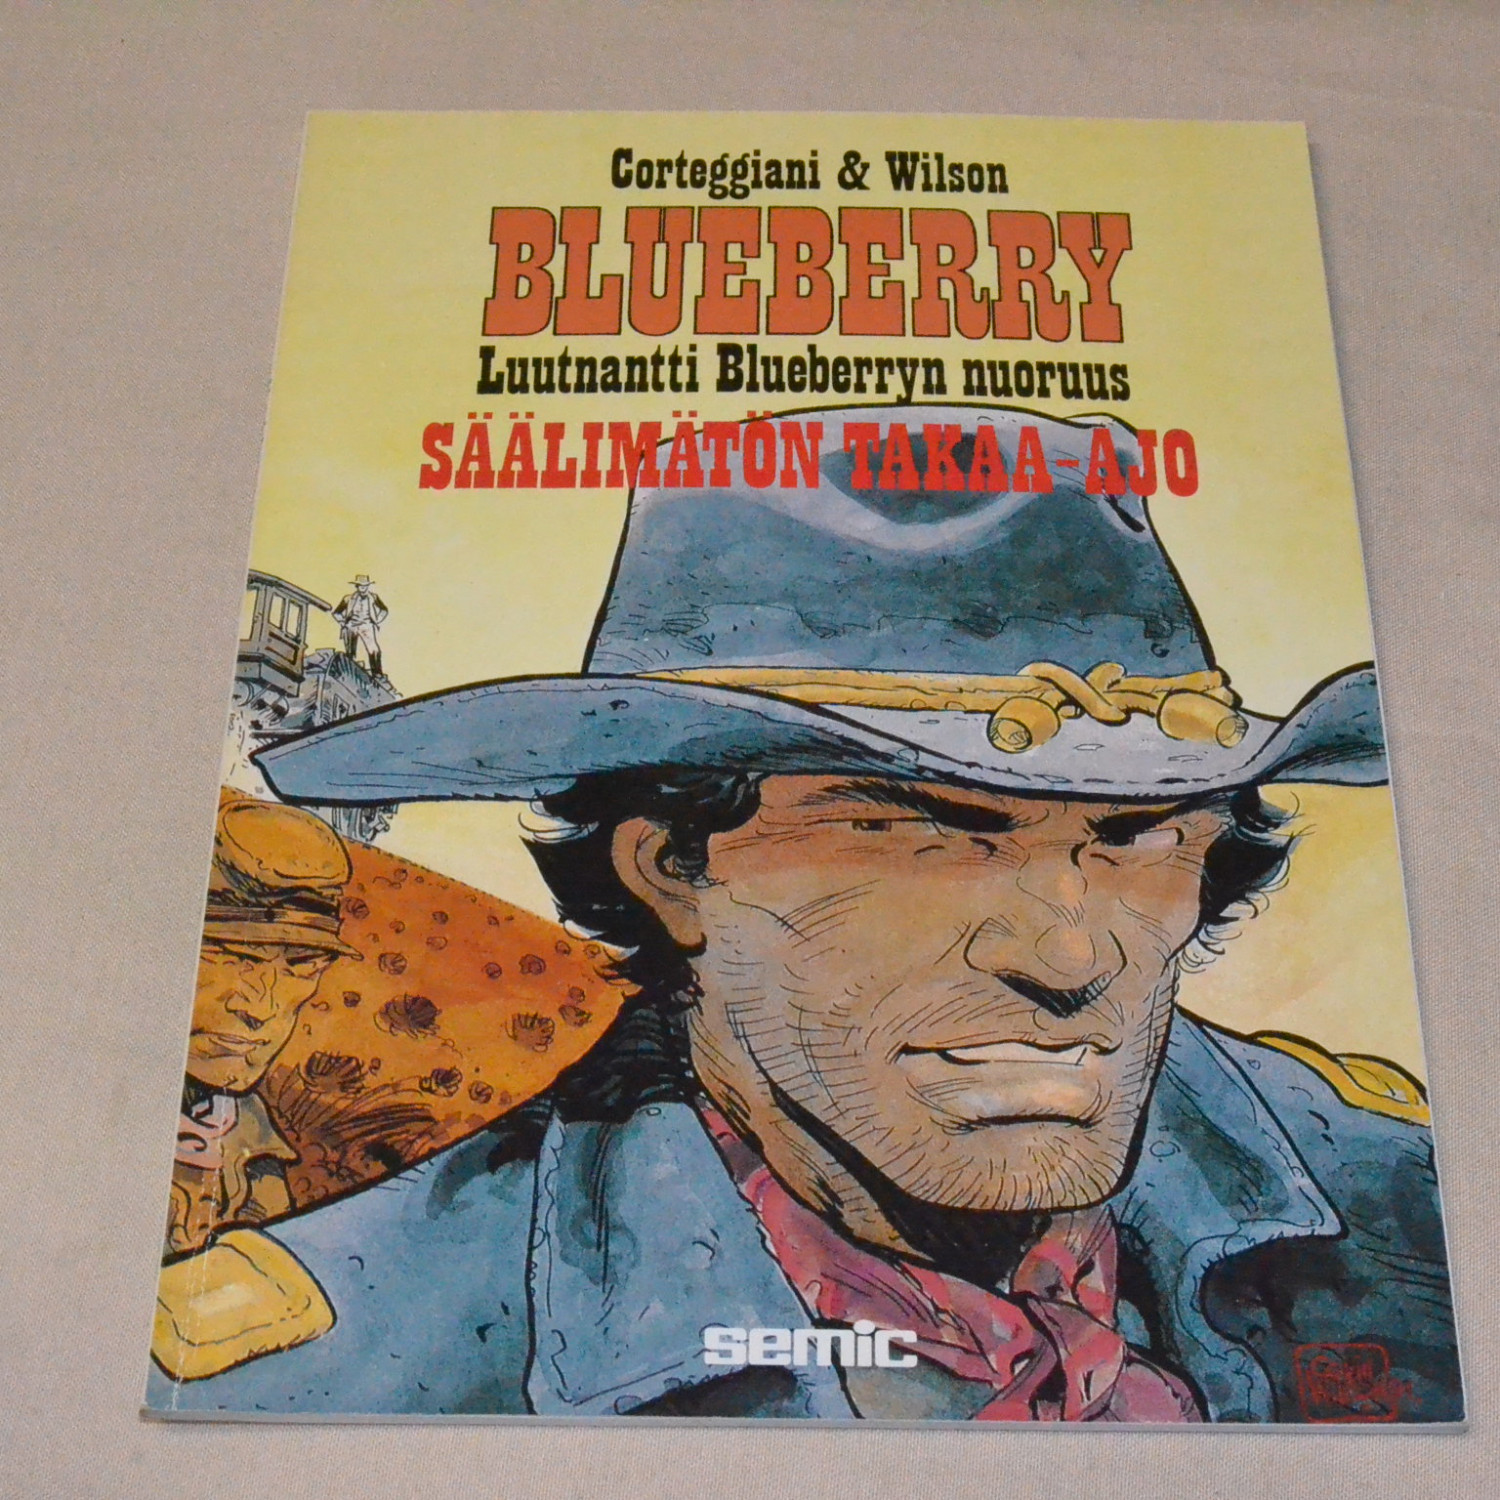 Corteggiani & Wilson
BLUEBERRY
Luutnantti Blueberryn nuoruus
SÄÄLIMÄTÖN TAKAA-AJO
semic